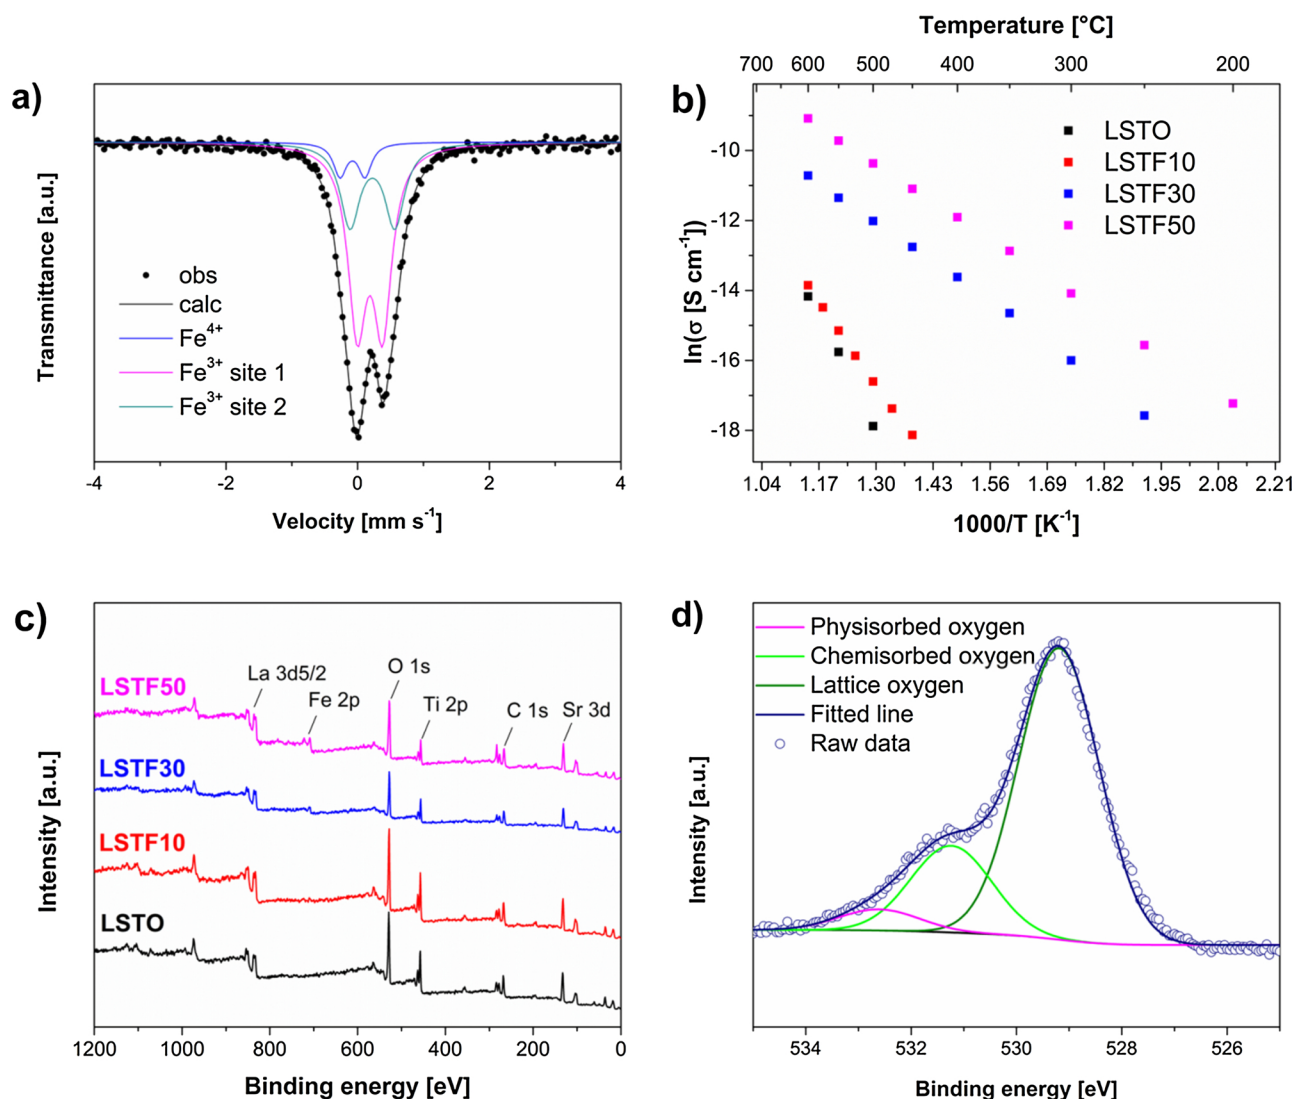 a)
Transmittance [a.u.]
obs
calc
Fe4+
Fe3+ site 1
Fe3+ site 2
-4 -2 0 2 4
Velocity [mm s-1]
b)
Temperature [°C]
700 600 500 400 300 200
ln(σ [S cm-1])
-10
-12
-14
-16
-18
LSTO
LSTF10
LSTF30
LSTF50
1.04 1.17 1.30 1.43 1.56 1.69 1.82 1.95 2.08 2.21
1000/T [K-1]
c)
Intensity [a.u.]
LSTF50
LSTF30
LSTF10
LSTO
La 3d5/2
Fe 2p
O 1s
Ti 2p
C 1s
Sr 3d
1200 1000 800 600 400 200 0
Binding energy [eV]
d)
Intensity [a.u.]
Physisorbed oxygen
Chemisorbed oxygen
Lattice oxygen
Fitted line
Raw data
534 532 530 528 526
Binding energy [eV]